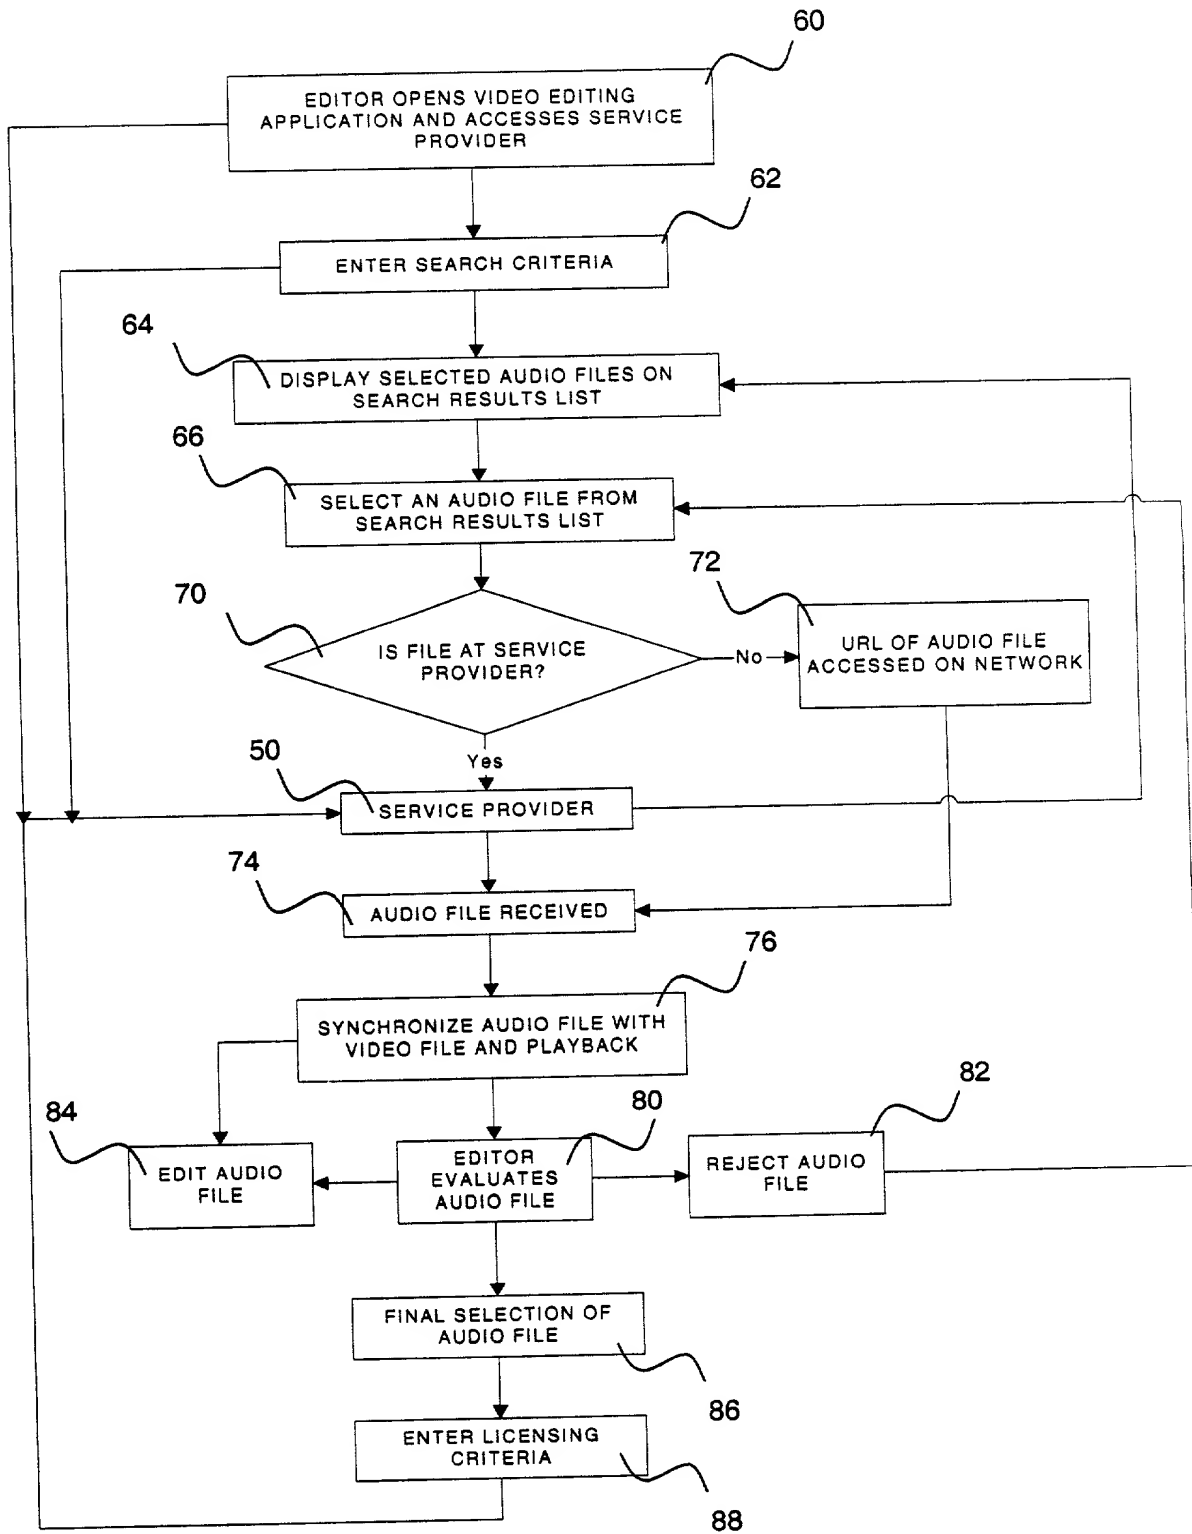 60
EDITOR OPENS VIDEO EDITING
APPLICATION AND ACCESSES SERVICE
PROVIDER
62
ENTER SEARCH CRITERIA
64
DISPLAY SELECTED AUDIO FILES ON
SEARCH RESULTS LIST
66
SELECT AN AUDIO FILE FROM
SEARCH RESULTS LIST
70
IS FILE AT SERVICE
PROVIDER?
No
72
URL OF AUDIO FILE
ACCESSED ON NETWORK
Yes
50
SERVICE PROVIDER
74
AUDIO FILE RECEIVED
76
SYNCHRONIZE AUDIO FILE WITH
VIDEO FILE AND PLAYBACK
84
EDIT AUDIO
FILE
80
EDITOR
EVALUATES
AUDIO FILE
82
REJECT AUDIO
FILE
FINAL SELECTION OF
AUDIO FILE
86
ENTER LICENSING
CRITERIA
88